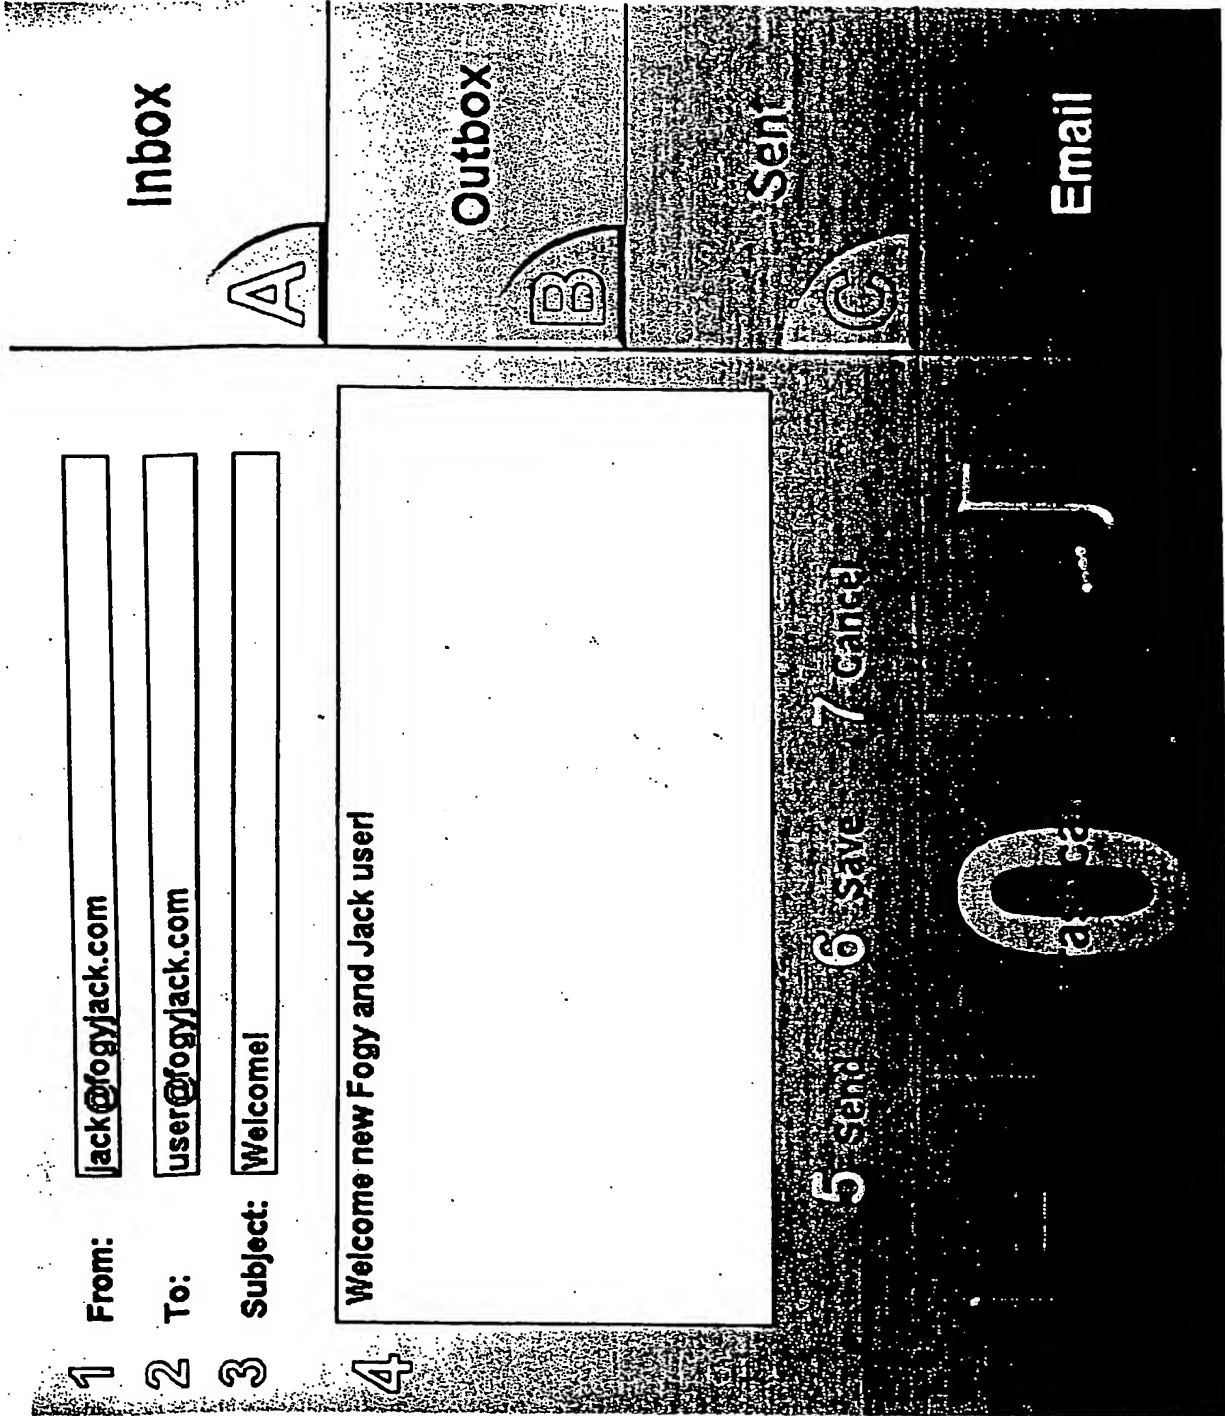 1 From: jack@fogyjack.com
2 To: user@fogyjack.com
3 Subject: Welcome!
4 Welcome new Fogy and Jack user!
5 send 6 save 7 cancel
0
Inbox
A
Outbox
B
Sent
C
Email